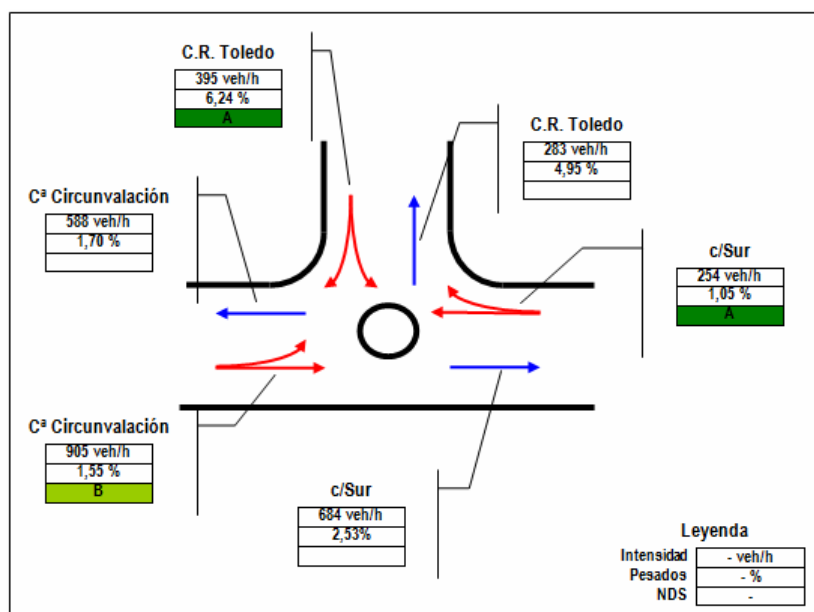 C.R. Toledo
395 veh/h
6,24 %
A
C.R. Toledo
283 veh/h
4,95 %
Cª Circunvalación
588 veh/h
1,70 %
c/Sur
254 veh/h
1,05 %
A
Cª Circunvalación
905 veh/h
1,55 %
B
c/Sur
684 veh/h
2,53%
Leyenda
Intensidad - veh/h
Pesados - %
NDS -